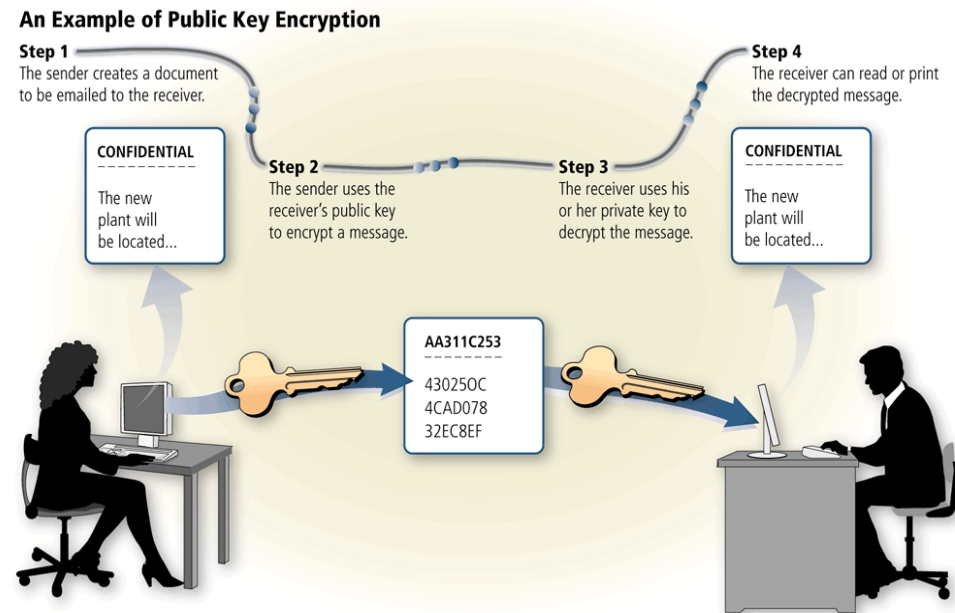 An Example of Public Key Encryption
Step 1
The sender creates a document
to be emailed to the receiver.
CONFIDENTIAL
The new
plant will
be located...
Step 2
The sender uses the
receiver's public key
to encrypt a message.
AA311C253
43025OC
4CAD078
32EC8EF
Step 3
The receiver uses his
or her private key to
decrypt the message.
Step 4
The receiver can read or print
the decrypted message.
CONFIDENTIAL
The new
plant will
be located...